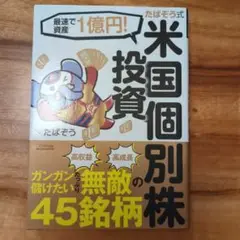 最速で
資産
1億円!
たぱぞう式
米国個別株
投資
たぱぞう
高収益
高成長
ガンガン
儲けたい
無敵の
45銘柄